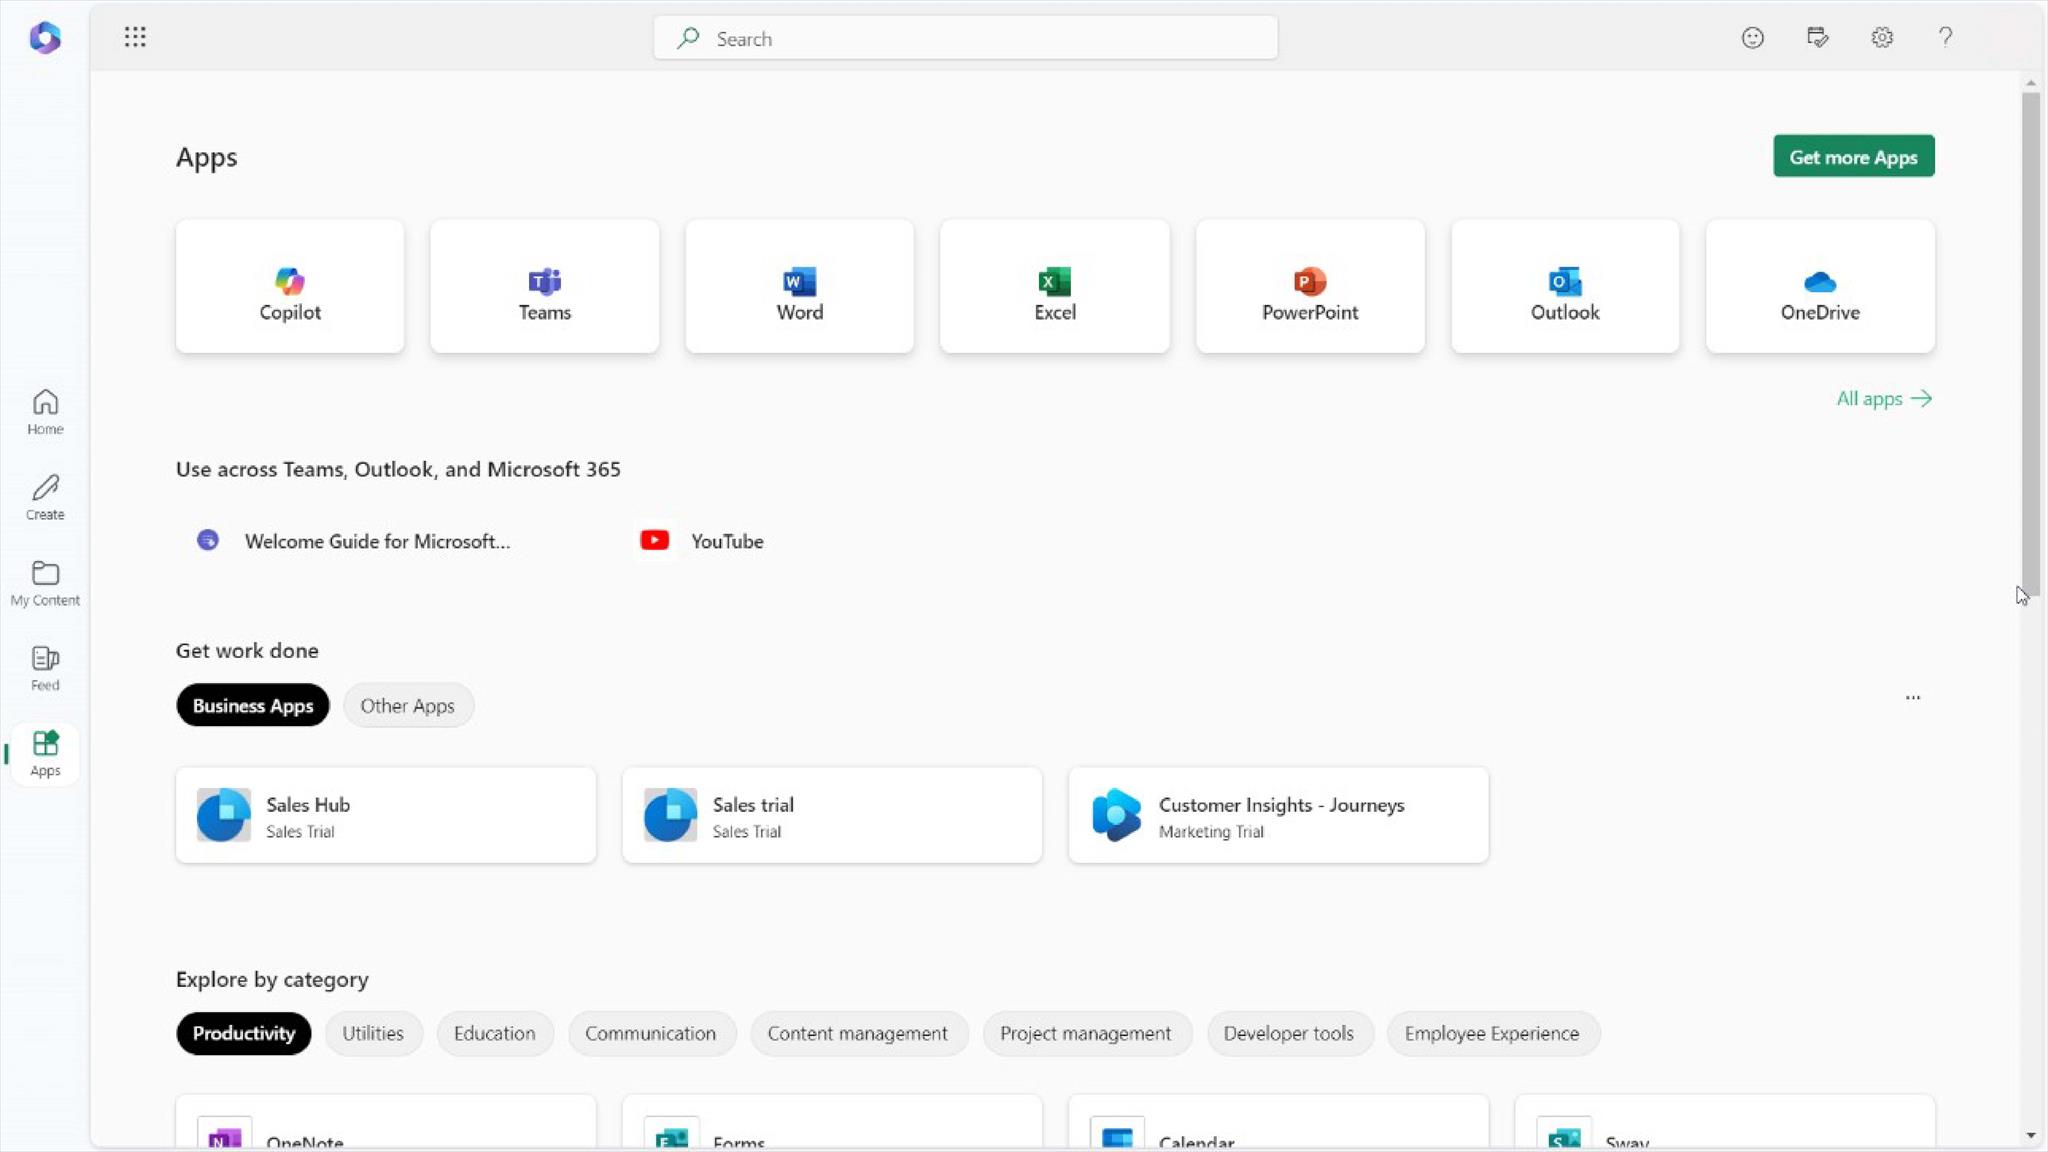 Search
Apps
Get more Apps
Copilot
Teams
Word
Excel
PowerPoint
Outlook
OneDrive
All apps
Home
Create
My Content
Feed
Apps
Use across Teams, Outlook, and Microsoft 365
Welcome Guide for Microsoft...
YouTube
Get work done
Business Apps
Other Apps
...
Sales Hub
Sales Trial
Sales trial
Sales Trial
Customer Insights - Journeys
Marketing Trial
Explore by category
Productivity
Utilities
Education
Communication
Content management
Project management
Developer tools
Employee Experience
OneNote
Forms
Calendar
Sway